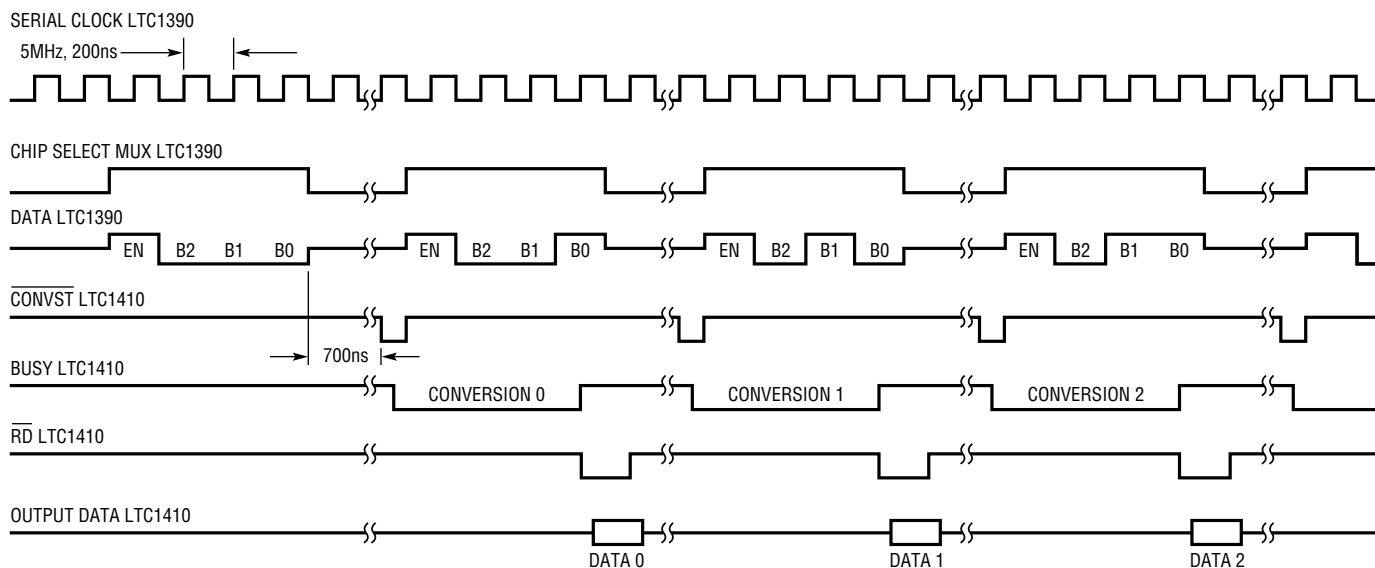 SERIAL CLOCK LTC1390
5MHz, 200ns
CHIP SELECT MUX LTC1390
DATA LTC1390
EN B2 B1 B0 EN B2 B1 B0 EN B2 B1 B0 EN B2 B1 B0
CONVST LTC1410
700ns
BUSY LTC1410
CONVERSION 0 CONVERSION 1 CONVERSION 2
RD LTC1410
OUTPUT DATA LTC1410
DATA 0 DATA 1 DATA 2